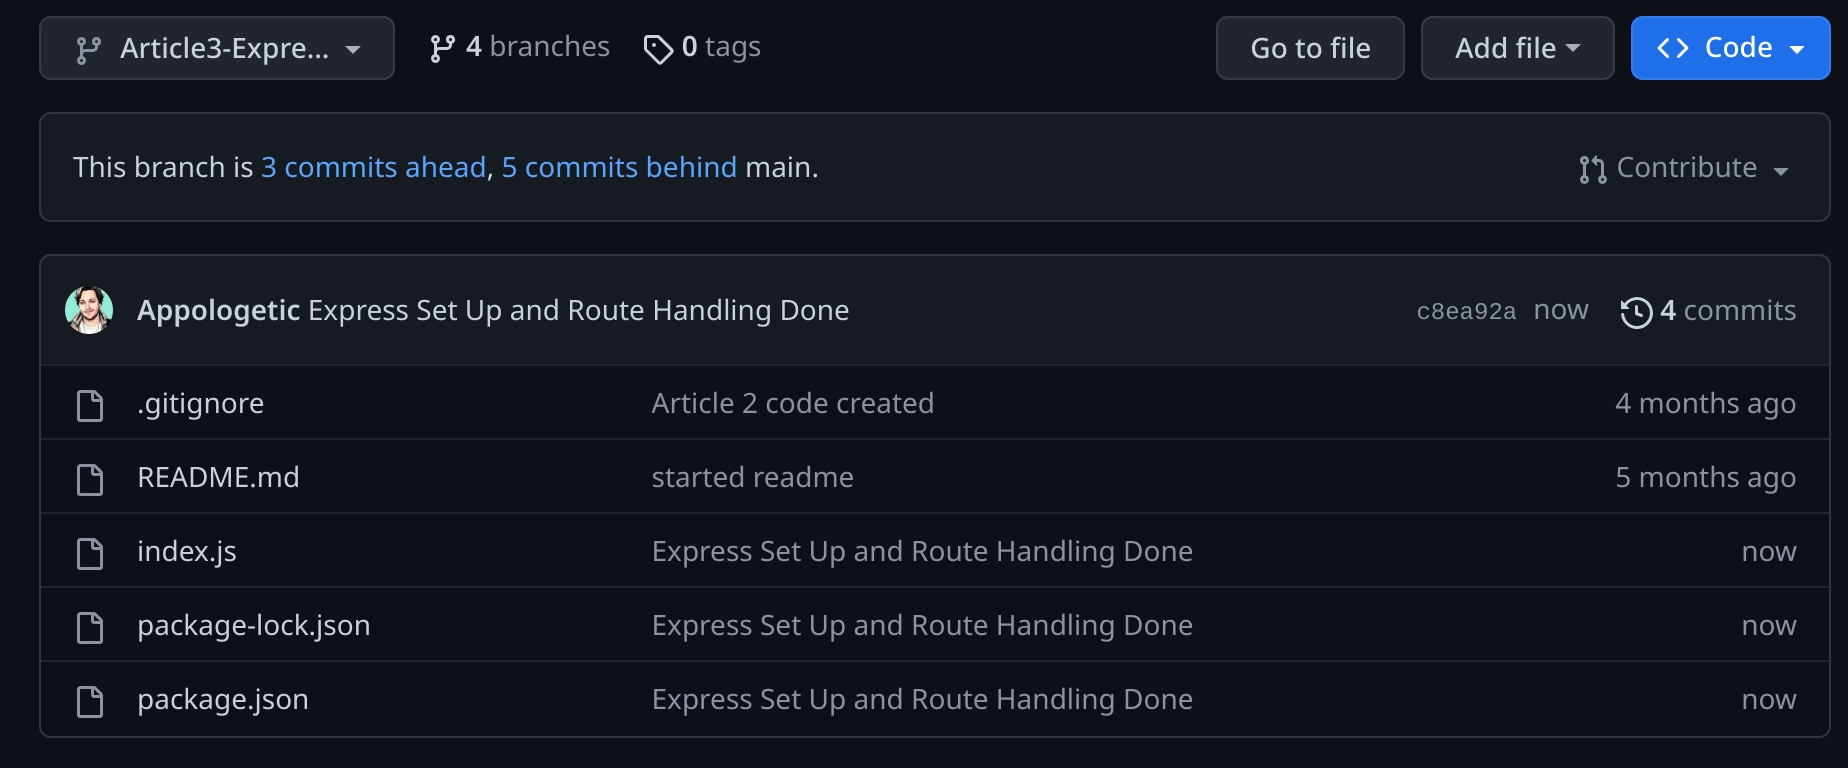 Article3-Expre... 4 branches 0 tags Go to file Add file Code
This branch is 3 commits ahead, 5 commits behind main. Contribute
Appologetic Express Set Up and Route Handling Done c8ea92a now 4 commits
.gitignore Article 2 code created 4 months ago
README.md started readme 5 months ago
index.js Express Set Up and Route Handling Done now
package-lock.json Express Set Up and Route Handling Done now
package.json Express Set Up and Route Handling Done now